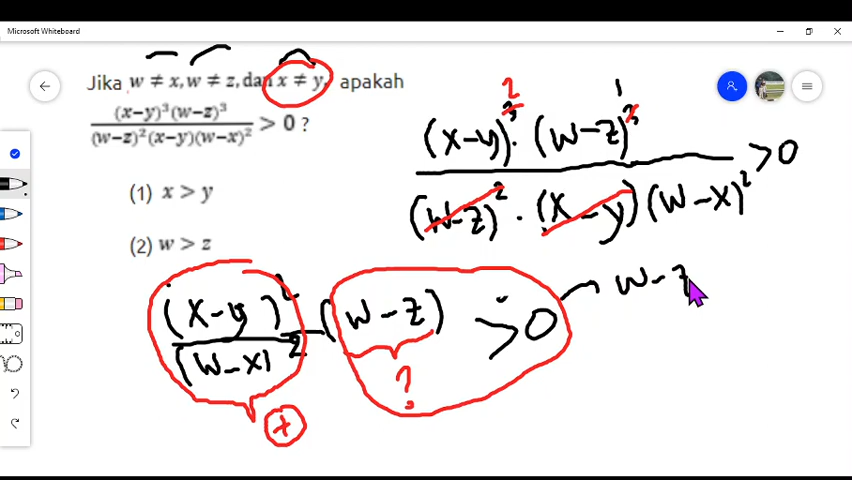 Microsoft Whiteboard
Jika w ≠ x, w ≠ z, dan x ≠ y, apakah
(x−y)³(w−z)³
(w−z)²(x−y)(w−x)² > 0 ?
(1) x > y
(2) w > z
2 1
(x−y)³ · (w−z)³
> 0
(w−z)² · (x−y)(w−x)²
(x−y)²
(w−x)² (w−z) > 0
w−z
?
+